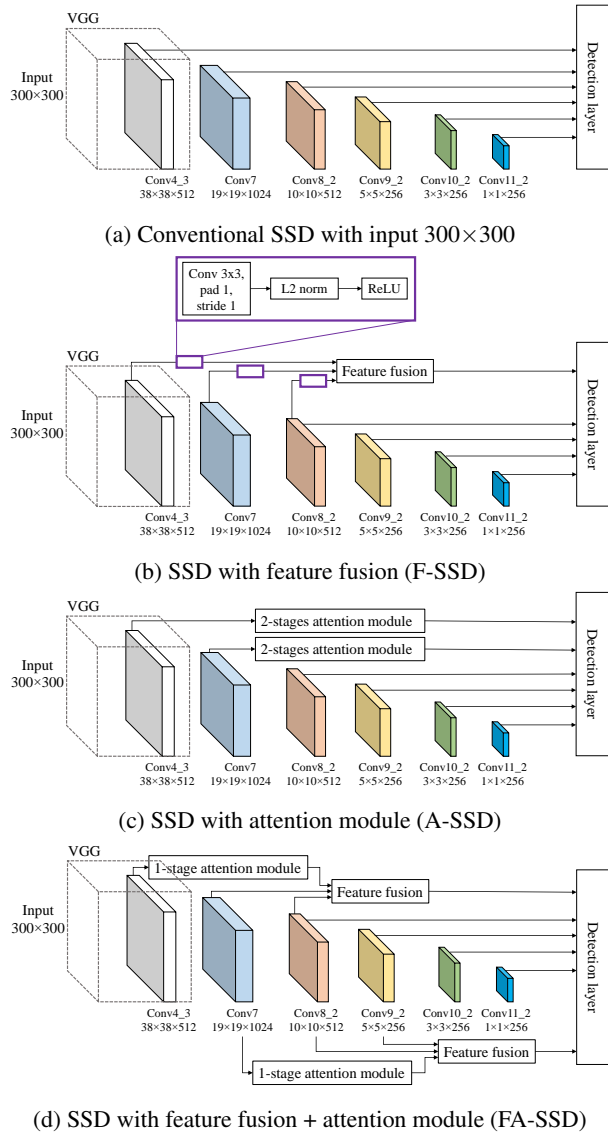 VGG
Input
300×300
Detection layer
Conv4_3
38×38×512
Conv7
19×19×1024
Conv8_2
10×10×512
Conv9_2
5×5×256
Conv10_2
3×3×256
Conv11_2
1×1×256
(a) Conventional SSD with input 300×300
Conv 3x3,
pad 1,
stride 1
L2 norm
ReLU
VGG
Feature fusion
Input
300×300
Detection layer
Conv4_3
38×38×512
Conv7
19×19×1024
Conv8_2
10×10×512
Conv9_2
5×5×256
Conv10_2
3×3×256
Conv11_2
1×1×256
(b) SSD with feature fusion (F-SSD)
VGG
2-stages attention module
2-stages attention module
Input
300×300
Detection layer
Conv4_3
38×38×512
Conv7
19×19×1024
Conv8_2
10×10×512
Conv9_2
5×5×256
Conv10_2
3×3×256
Conv11_2
1×1×256
(c) SSD with attention module (A-SSD)
VGG
1-stage attention module
Feature fusion
Input
300×300
Detection layer
Conv4_3
38×38×512
Conv7
19×19×1024
Conv8_2
10×10×512
Conv9_2
5×5×256
Conv10_2
3×3×256
Conv11_2
1×1×256
Feature fusion
1-stage attention module
(d) SSD with feature fusion + attention module (FA-SSD)